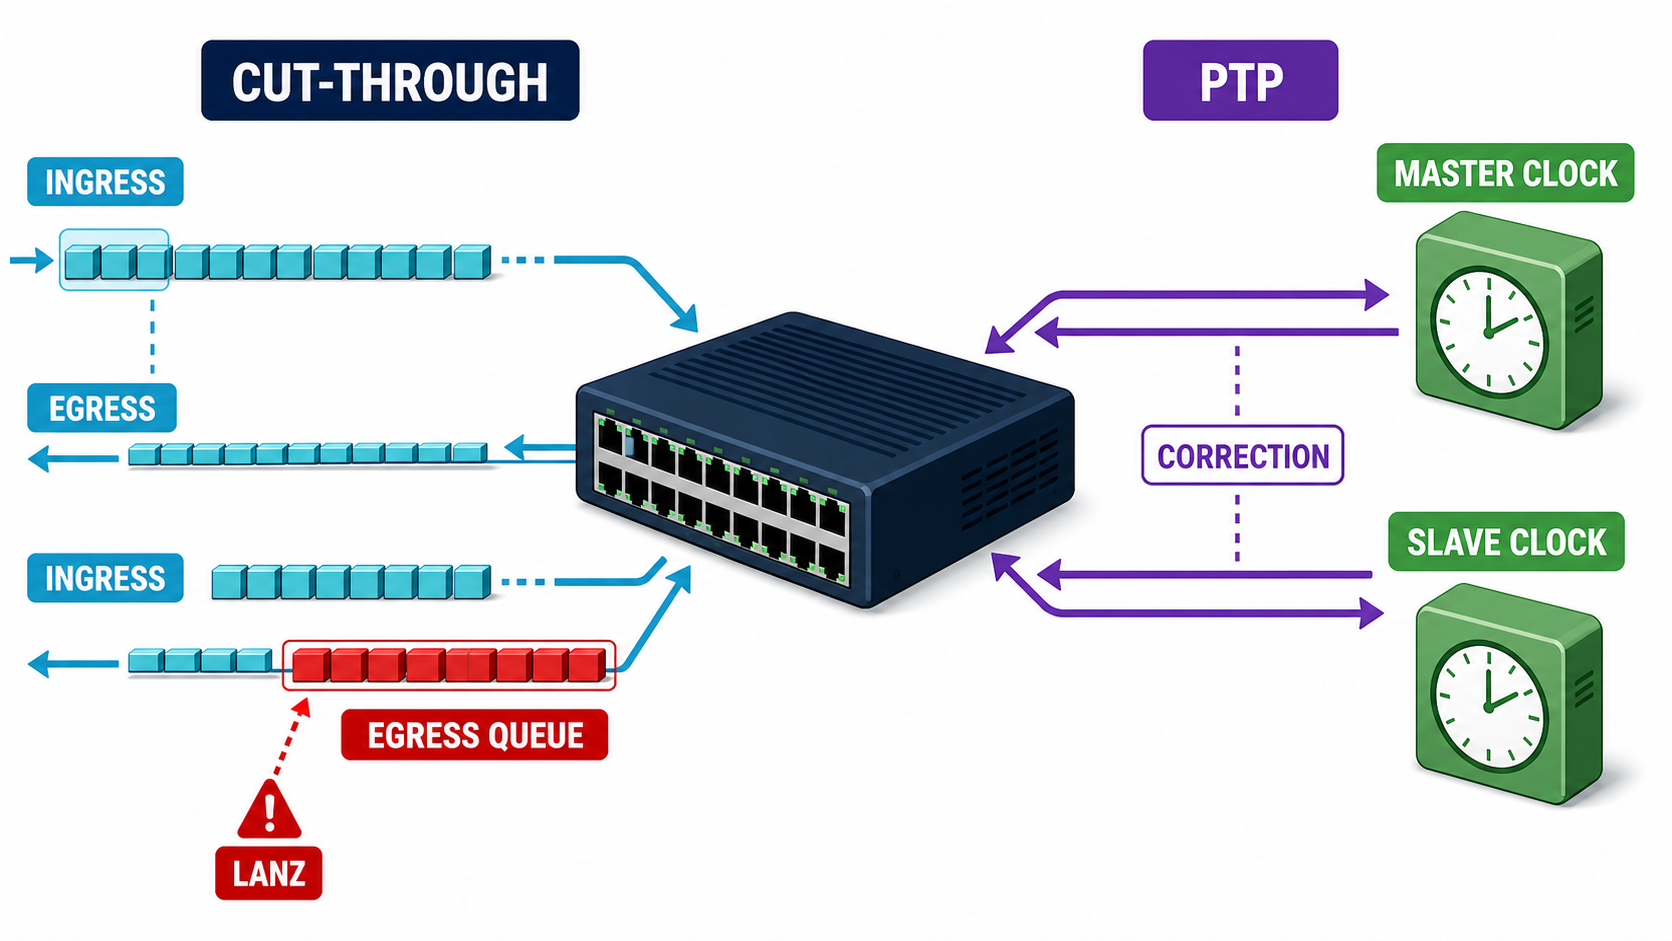 CUT-THROUGH
PTP
INGRESS
MASTER CLOCK
EGRESS
CORRECTION
SLAVE CLOCK
INGRESS
EGRESS QUEUE
LANZ